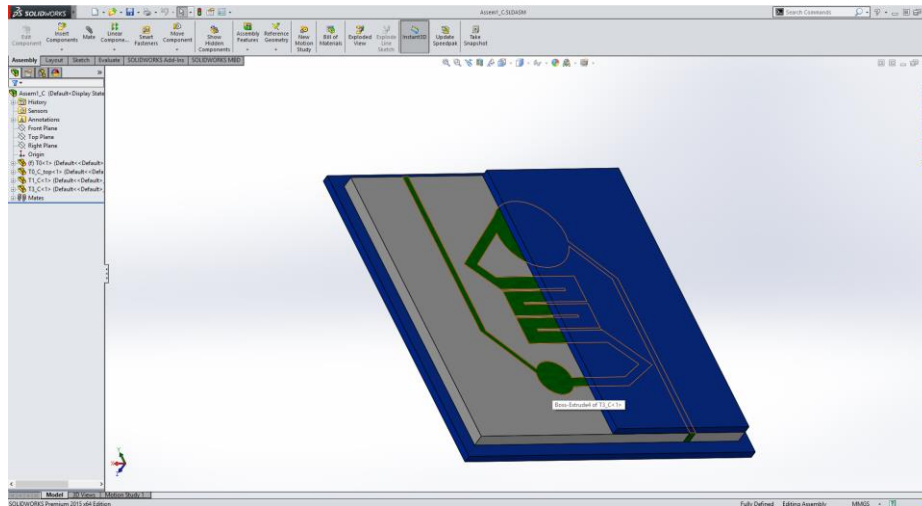 SOLIDWORKS
Assem1_C.SLDASM
Search Commands
Edit Component
Insert Components
Mate
Linear Compone...
Smart Fasteners
Move Component
Show Hidden Components
Assembly Features
Reference Geometry
New Motion Study
Bill of Materials
Exploded View
Explode Line Sketch
Instant3D
Update Speedpak
Take Snapshot
Assembly Layout Sketch Evaluate SOLIDWORKS Add-Ins SOLIDWORKS MBD
Assem1_C (Default<Display State
History
Sensors
Annotations
Front Plane
Top Plane
Right Plane
Origin
(f) T0<1> (Default<<Default>
T0_C_top<1> (Default<<Defa
T1_C<1> (Default<<Default>
T3_C<1> (Default<<Default>
Mates
Boss-Extrude8 of T3_C<1>
Model 3D Views Motion Study 1
SOLIDWORKS Premium 2015 x64 Edition
Fully Defined Editing Assembly MMGS